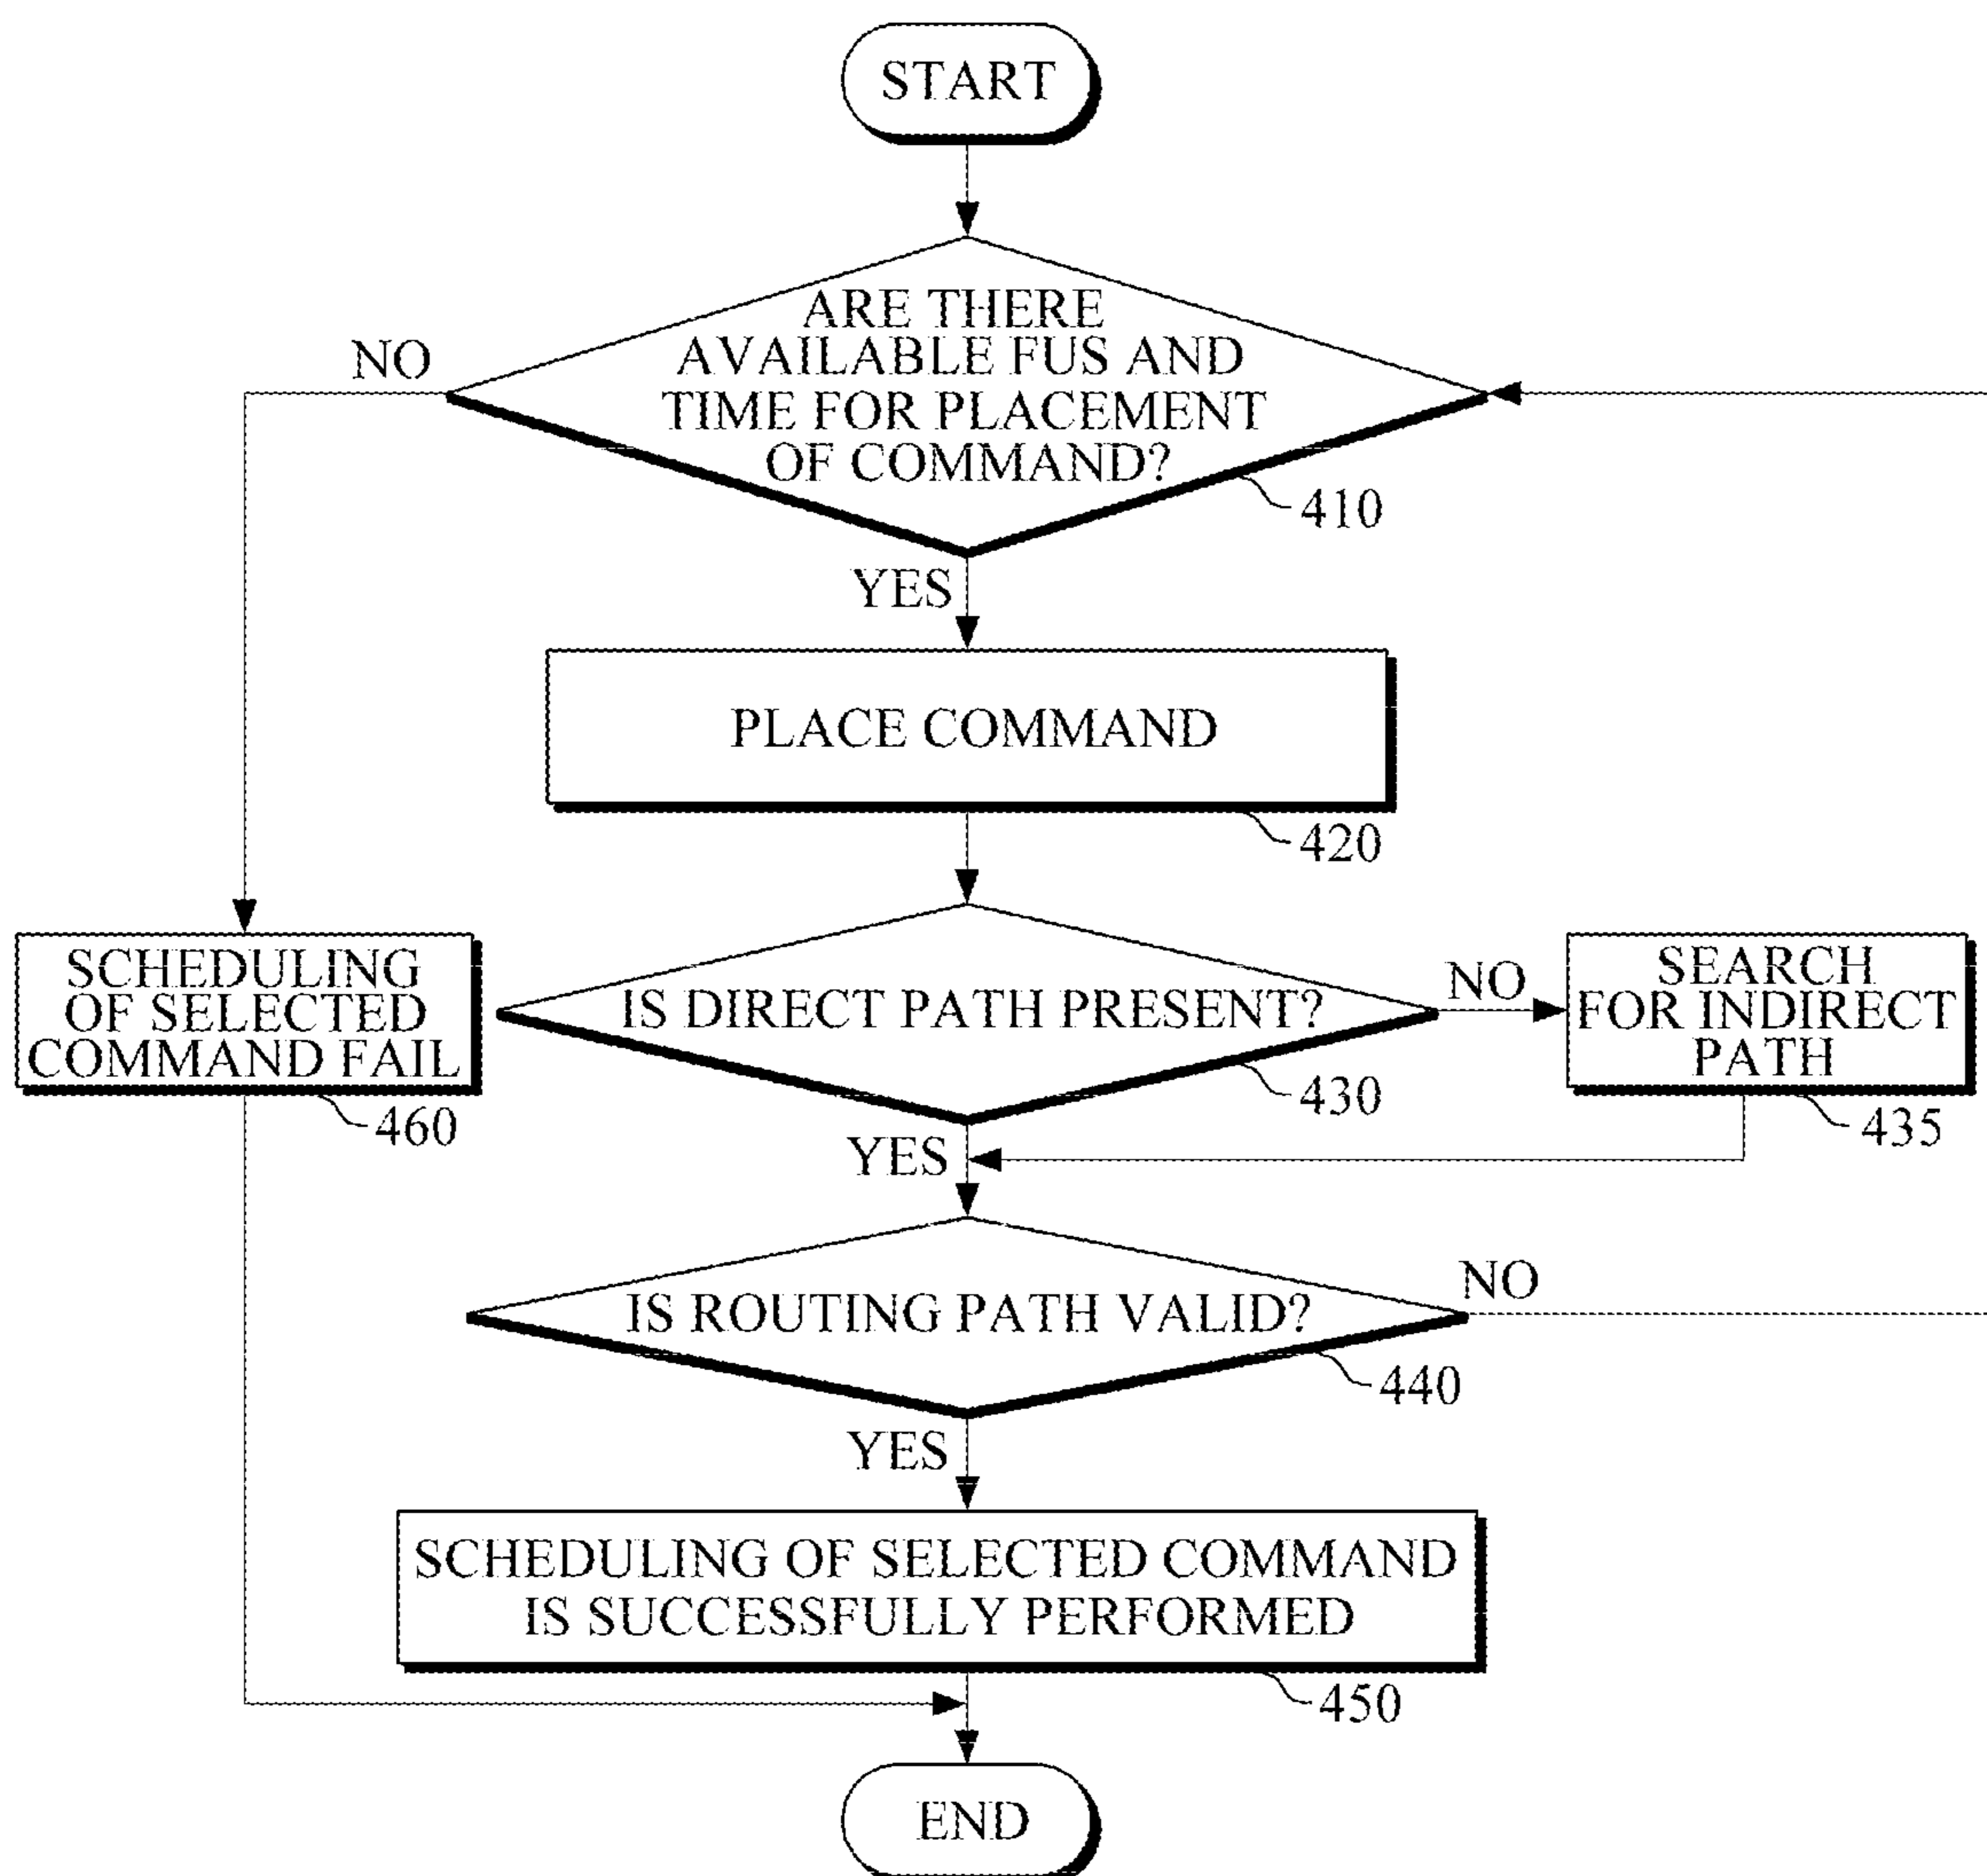 START
ARE THERE
AVAILABLE FUS AND
TIME FOR PLACEMENT
OF COMMAND?
NO
410
YES
PLACE COMMAND
420
SCHEDULING
OF SELECTED
COMMAND FAIL
460
IS DIRECT PATH PRESENT?
NO
430
SEARCH
FOR INDIRECT
PATH
435
YES
IS ROUTING PATH VALID?
NO
440
YES
SCHEDULING OF SELECTED COMMAND
IS SUCCESSFULLY PERFORMED
450
END